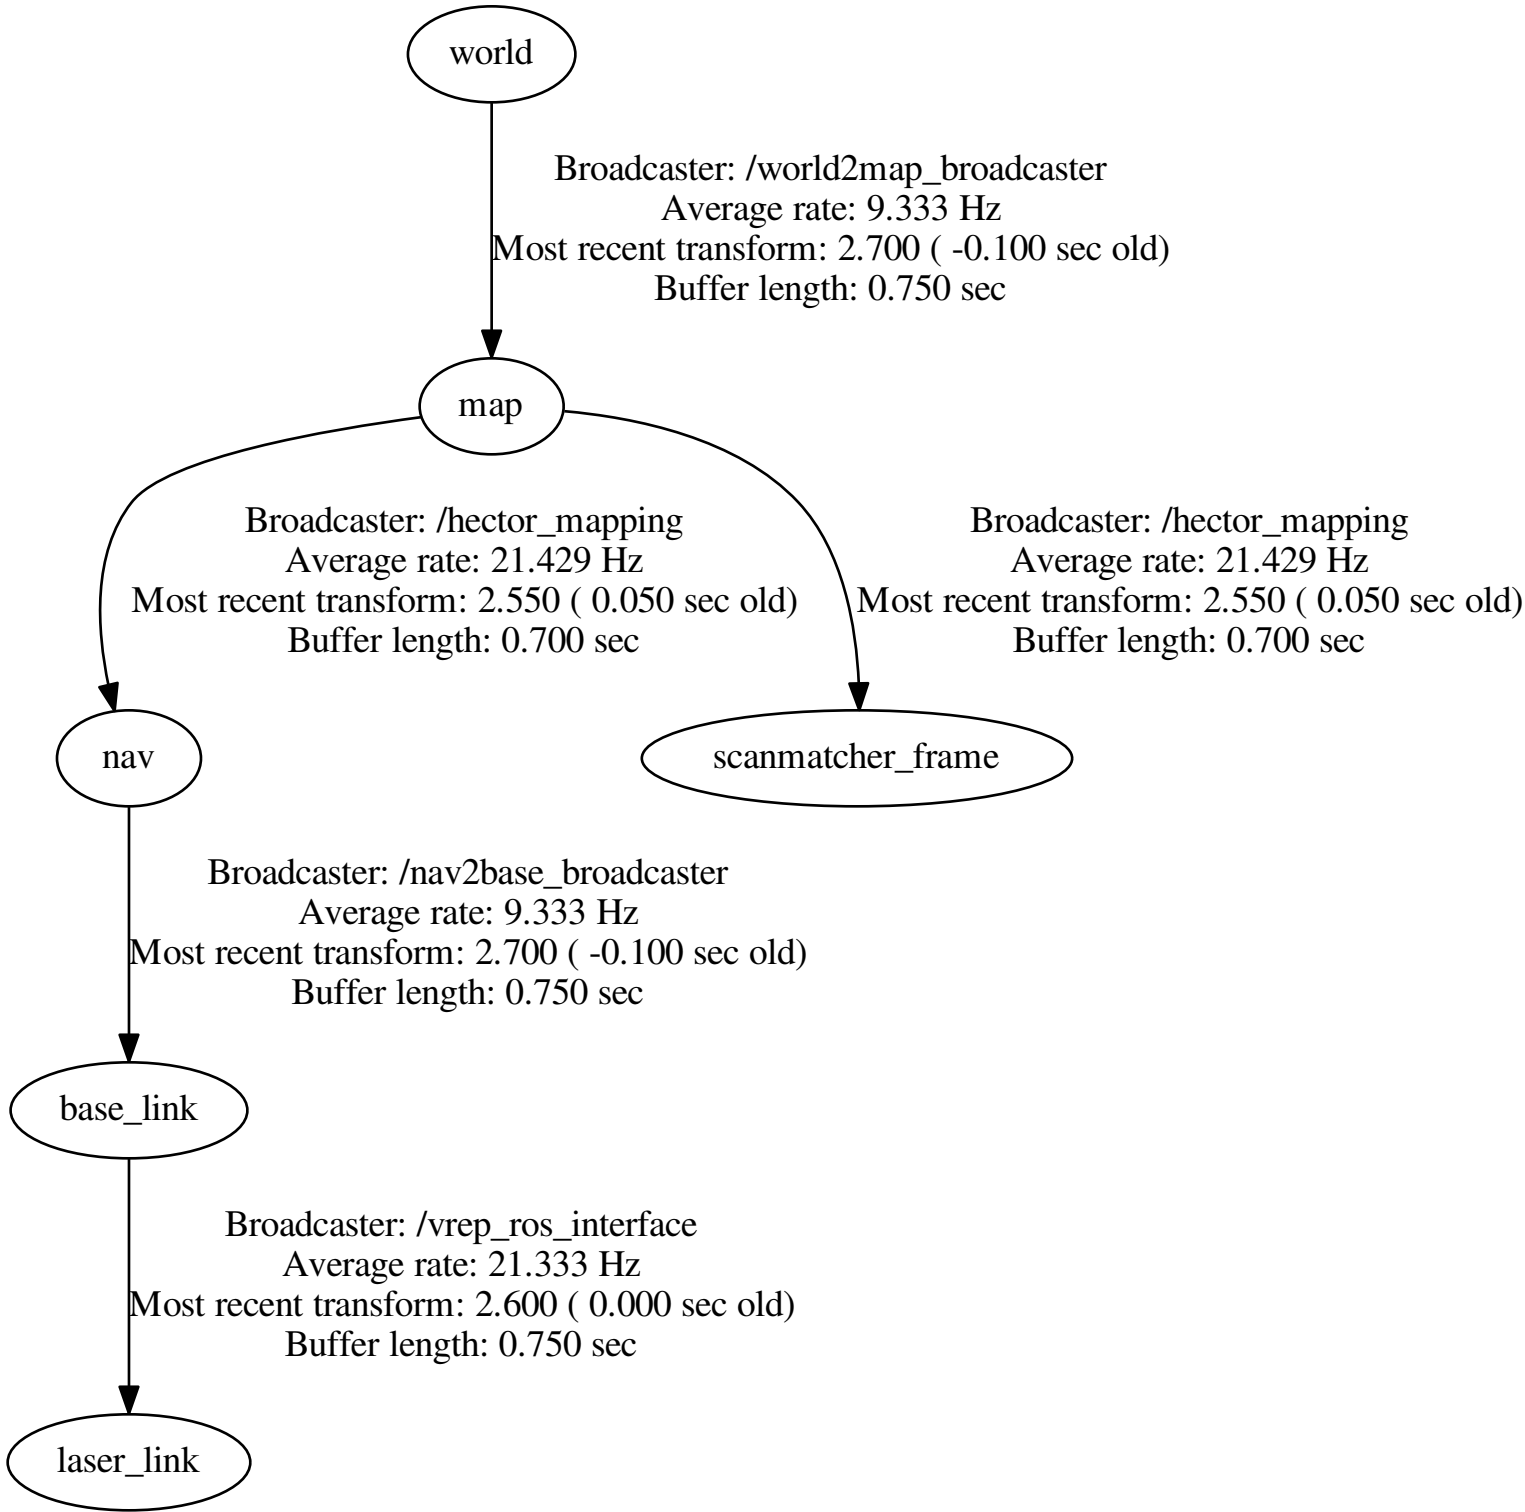 world
Broadcaster: /world2map_broadcaster
Average rate: 9.333 Hz
Most recent transform: 2.700 ( -0.100 sec old)
Buffer length: 0.750 sec
map
Broadcaster: /hector_mapping
Average rate: 21.429 Hz
Most recent transform: 2.550 ( 0.050 sec old)
Buffer length: 0.700 sec
Broadcaster: /hector_mapping
Average rate: 21.429 Hz
Most recent transform: 2.550 ( 0.050 sec old)
Buffer length: 0.700 sec
nav
scanmatcher_frame
Broadcaster: /nav2base_broadcaster
Average rate: 9.333 Hz
Most recent transform: 2.700 ( -0.100 sec old)
Buffer length: 0.750 sec
base_link
Broadcaster: /vrep_ros_interface
Average rate: 21.333 Hz
Most recent transform: 2.600 ( 0.000 sec old)
Buffer length: 0.750 sec
laser_link